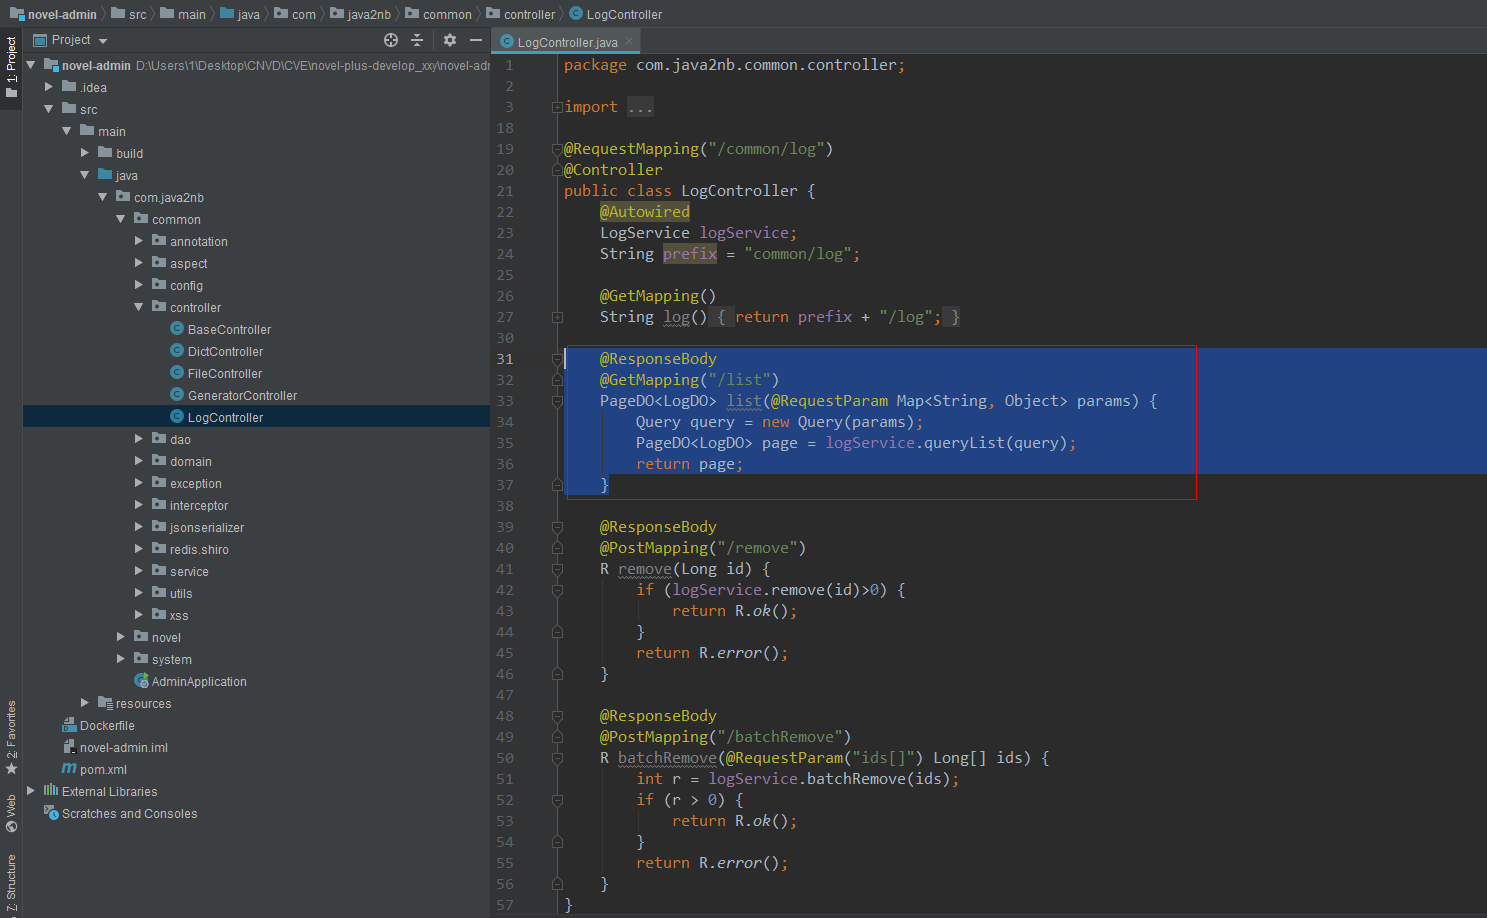 novel-admin src main java com java2nb common controller LogController
1: Project
2: Favorites
Web
7: Structure
Project
novel-admin D:\Users\1\Desktop\CNVD\CVE\novel-plus-develop_xxy\novel-adr
.idea
src
main
build
java
com.java2nb
common
annotation
aspect
config
controller
BaseController
DictController
FileController
GeneratorController
LogController
dao
domain
exception
interceptor
jsonserializer
redis.shiro
service
utils
xss
novel
system
AdminApplication
resources
Dockerfile
novel-admin.iml
pom.xml
External Libraries
Scratches and Consoles
LogController.java
1 package com.java2nb.common.controller;
2
3 import ...
18
19 @RequestMapping("/common/log")
20 @Controller
21 public class LogController {
22 @Autowired
23 LogService logService;
24 String prefix = "common/log";
25
26 @GetMapping()
27 String log() { return prefix + "/log"; }
30
31 @ResponseBody
32 @GetMapping("/list")
33 PageDO<LogDO> list(@RequestParam Map<String, Object> params) {
34 Query query = new Query(params);
35 PageDO<LogDO> page = logService.queryList(query);
36 return page;
37 }
38
39 @ResponseBody
40 @PostMapping("/remove")
41 R remove(Long id) {
42 if (logService.remove(id)>0) {
43 return R.ok();
44 }
45 return R.error();
46 }
47
48 @ResponseBody
49 @PostMapping("/batchRemove")
50 R batchRemove(@RequestParam("ids[]") Long[] ids) {
51 int r = logService.batchRemove(ids);
52 if (r > 0) {
53 return R.ok();
54 }
55 return R.error();
56 }
57 }